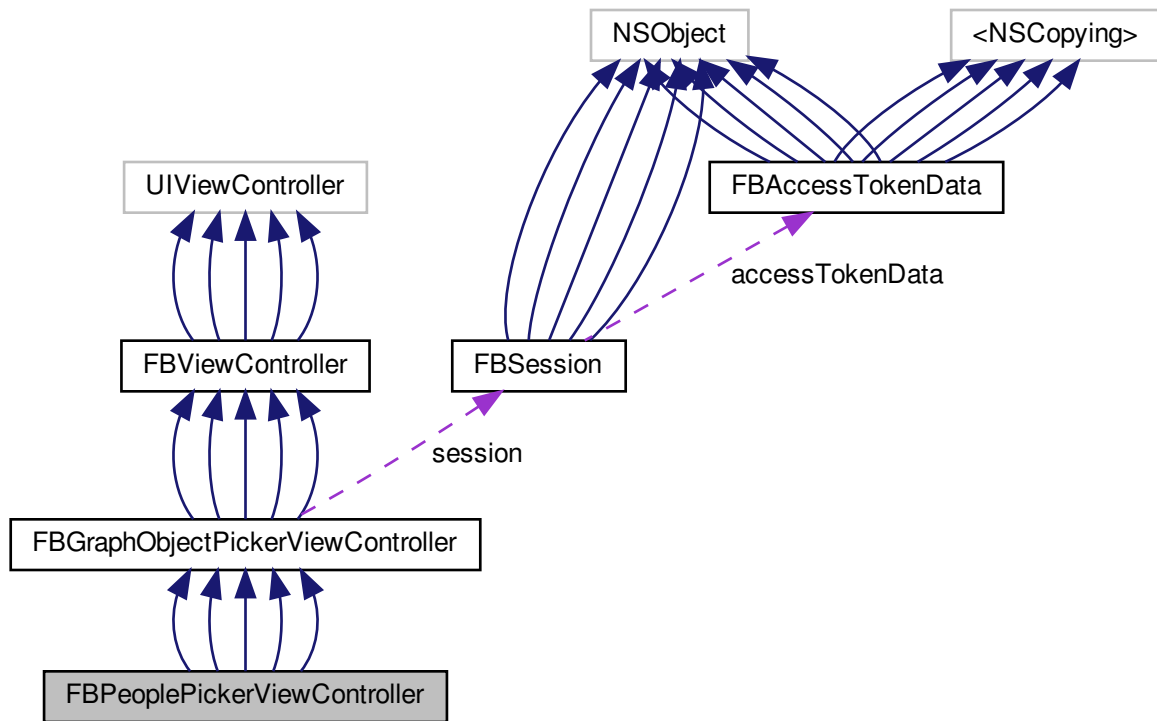 NSObject
<NSCopying>
UIViewController
FBAccessTokenData
accessTokenData
FBViewController
FBSession
session
FBGraphObjectPickerViewController
FBPeoplePickerViewController